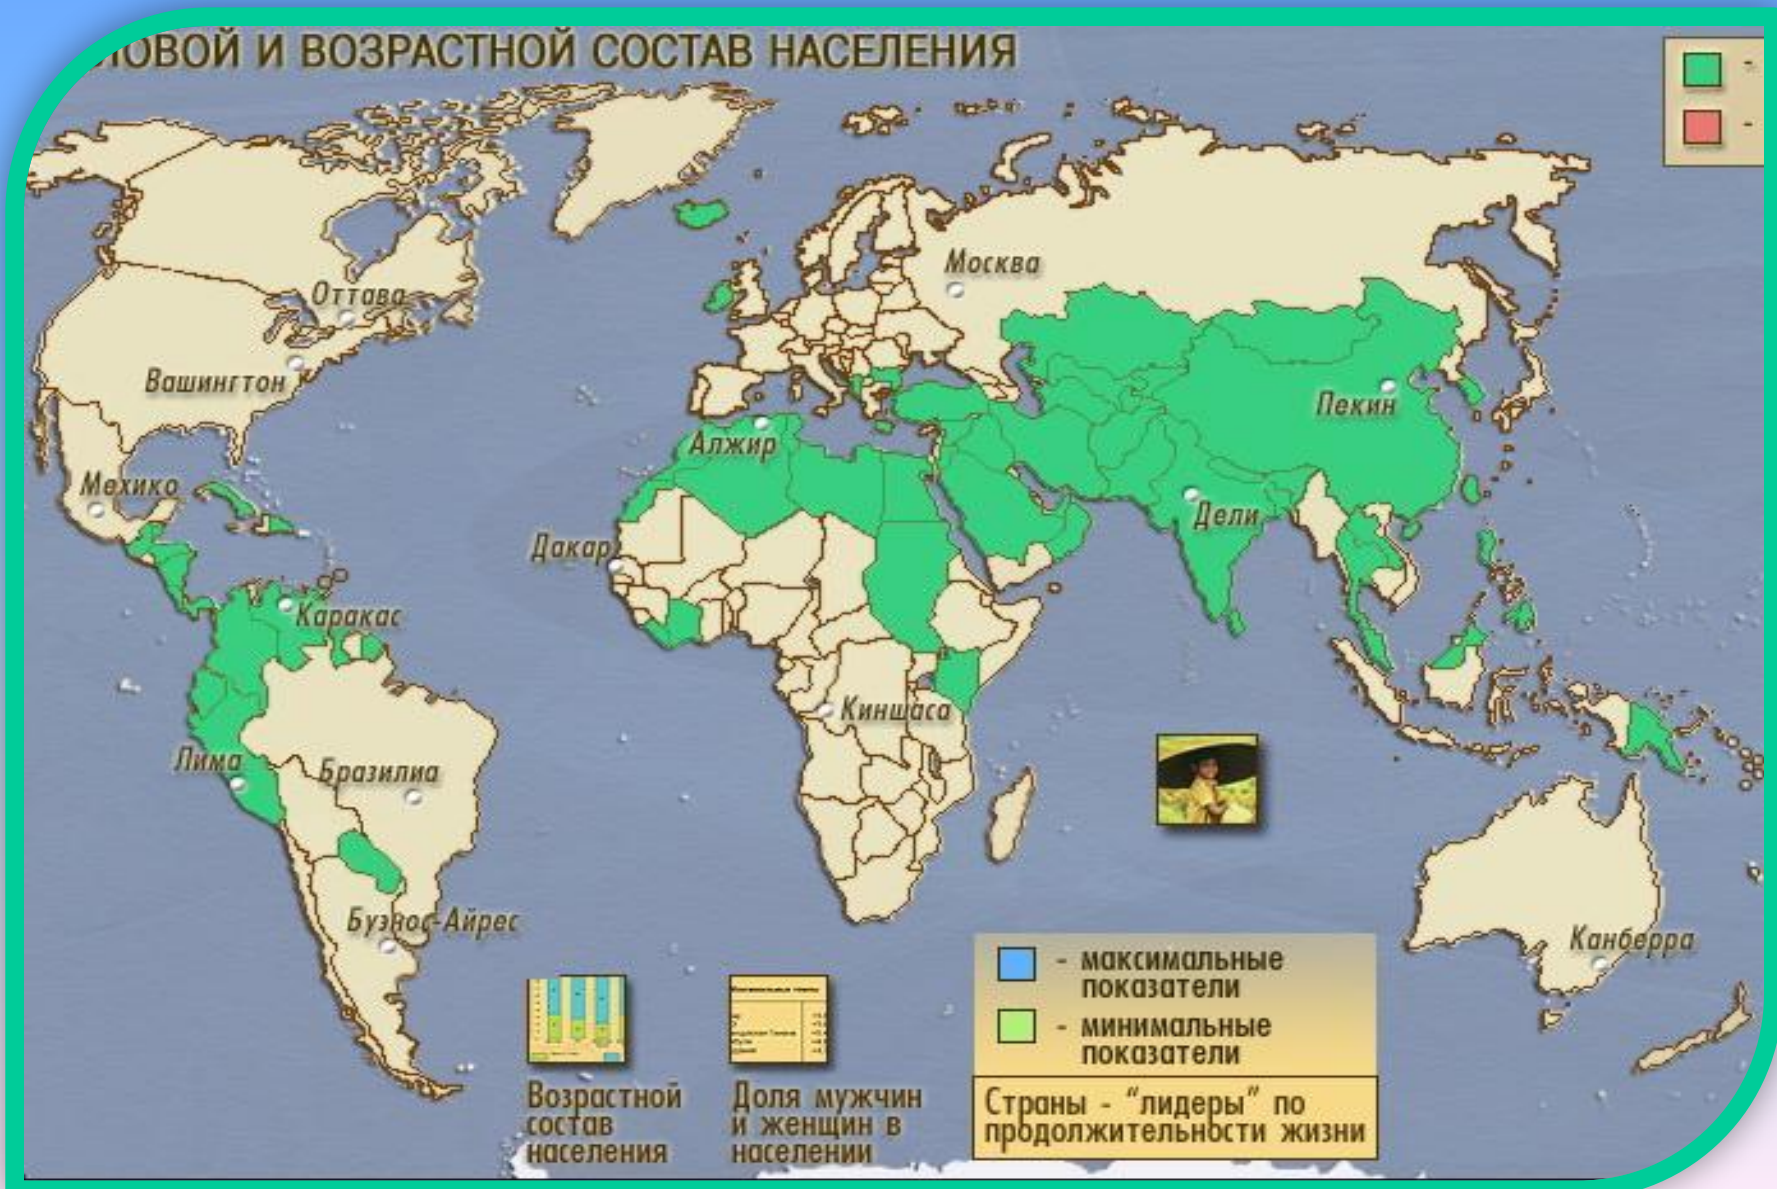 ЛОВОЙ И ВОЗРАСТНОЙ СОСТАВ НАСЕЛЕНИЯ
-
-
Москва
Оттава
Вашингтон
Пекин
Алжир
Мехико
Дели
Дакар
Каракас
Киншаса
Лима
Бразилиа
Буэнос-Айрес
Канберра
- максимальные
показатели
- минимальные
показатели
Возрастной
состав
населения
Доля мужчин
и женщин в
населении
Страны - "лидеры" по
продолжительности жизни